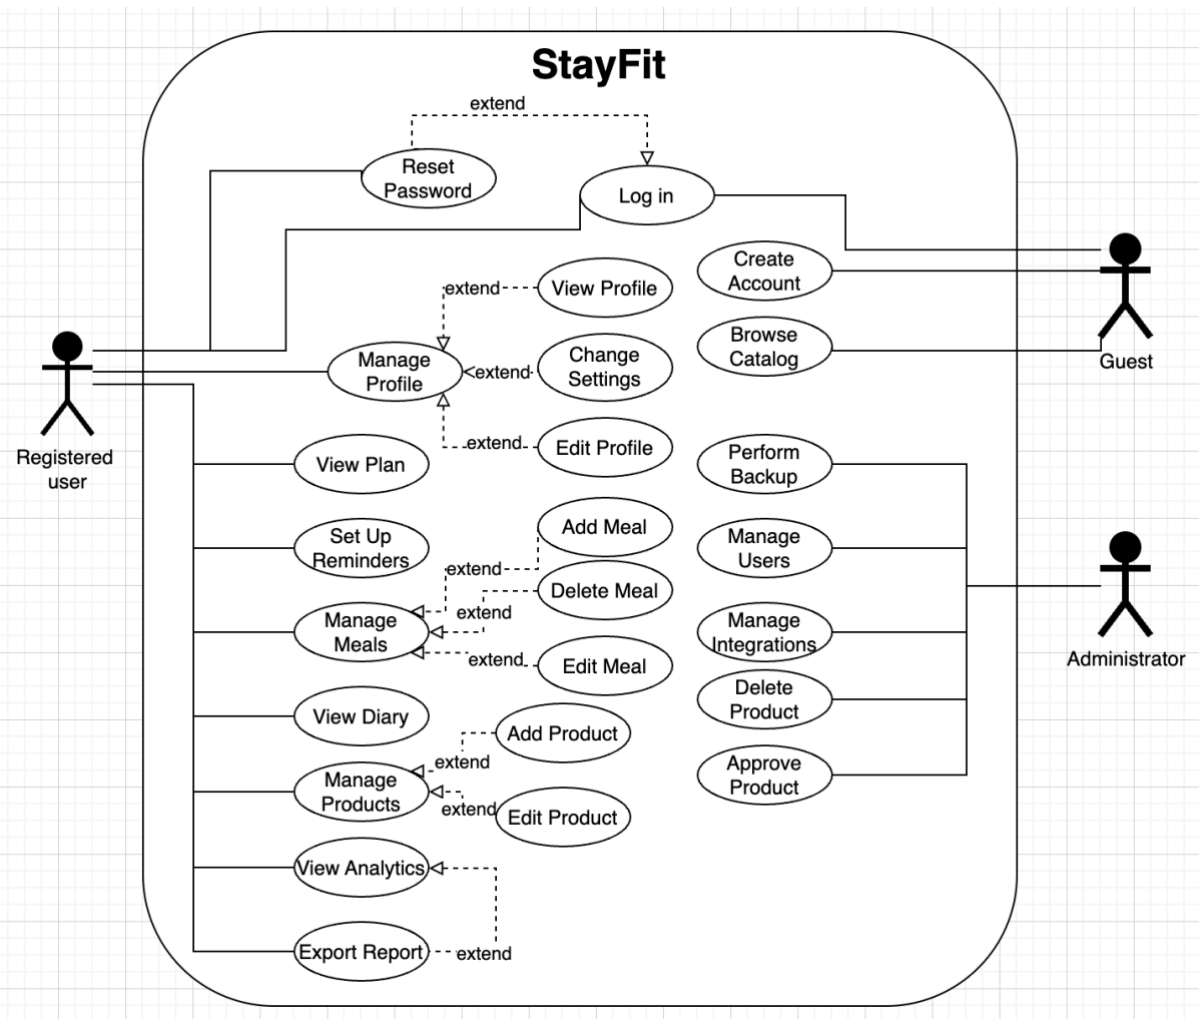 StayFit
extend
Reset
Password
Log in
Create
Account
extend
View Profile
Browse
Catalog
Guest
Manage
Profile
<extend
Change
Settings
Registered
user
extend
Edit Profile
View Plan
Perform
Backup
Set Up
Reminders
Add Meal
Manage
Users
extend
Delete Meal
Manage
Meals
extend
Manage
Integrations
extend
Edit Meal
Administrator
Delete
Product
View Diary
Add Product
extend
Manage
Products
Approve
Product
extend
Edit Product
View Analytics
Export Report
extend